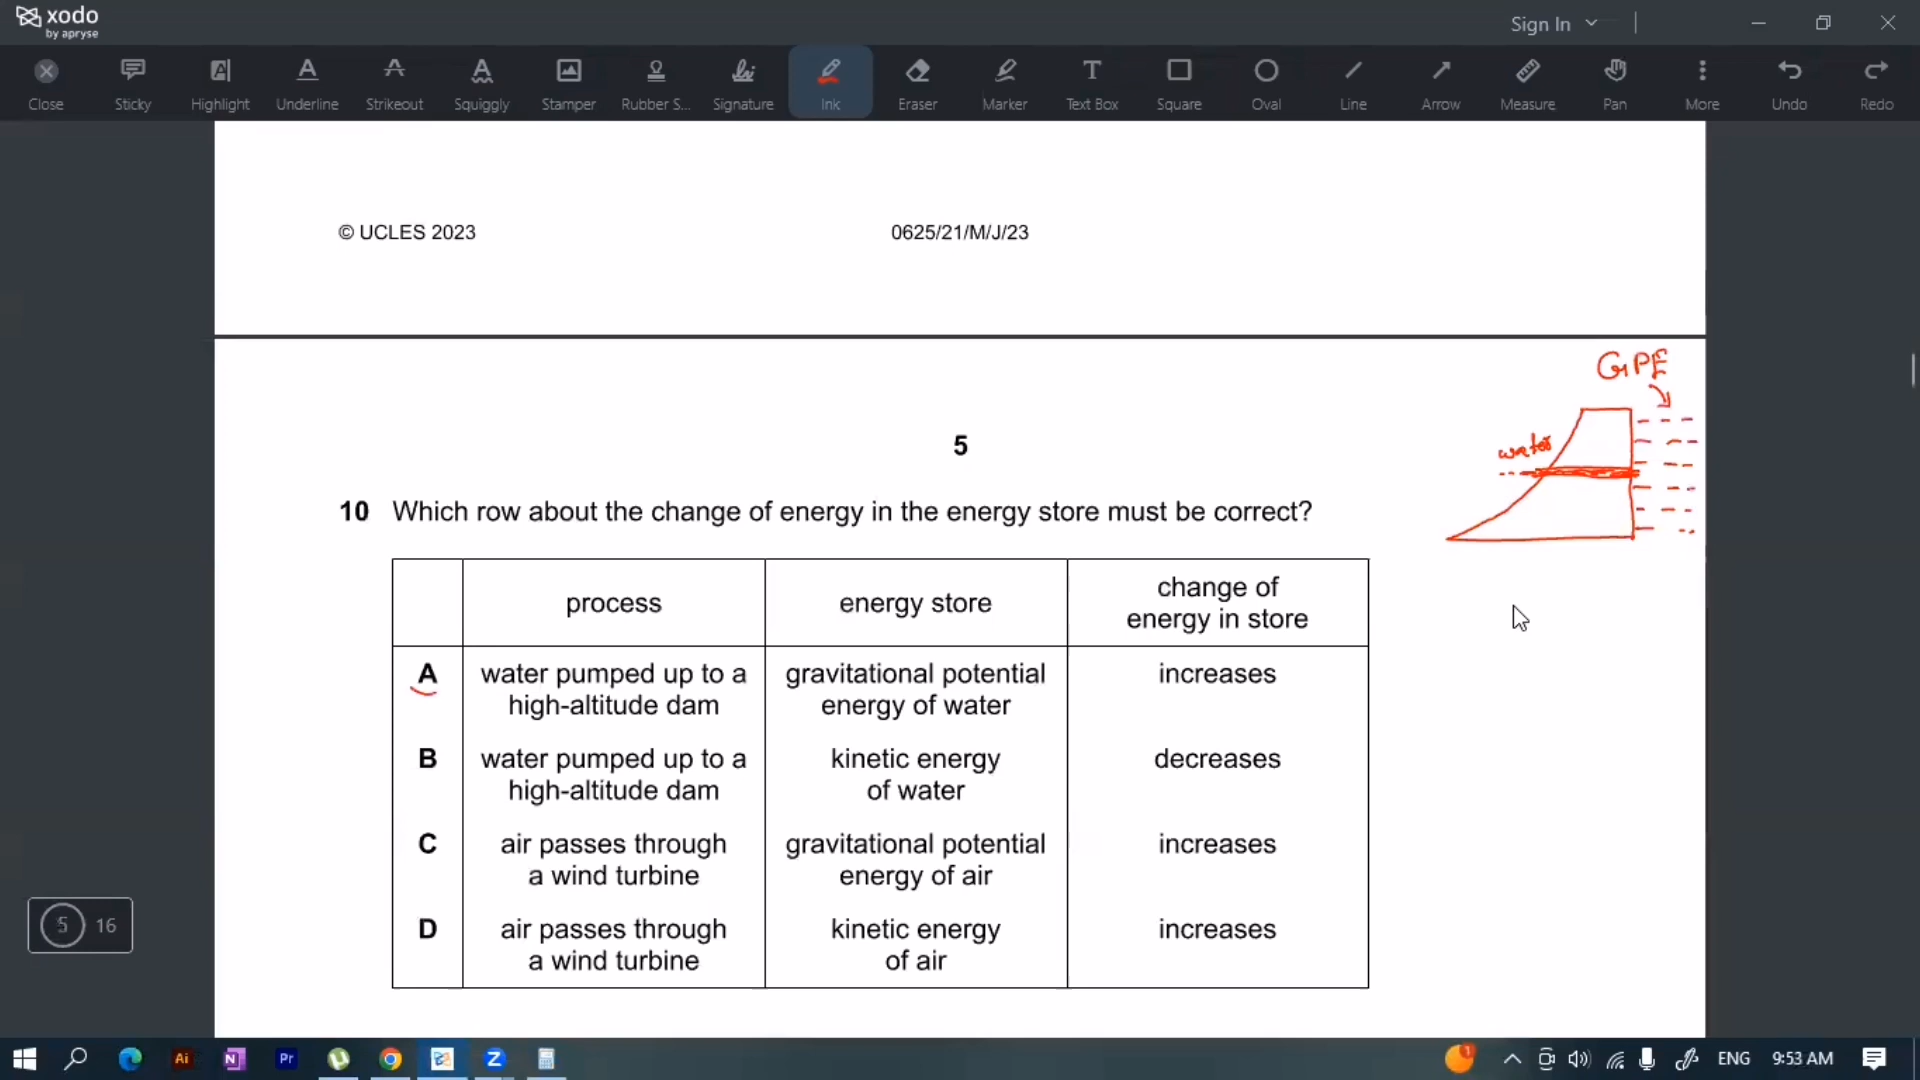 xodo
by apryse
Sign In
Close
Sticky
Highlight
Underline
Strikeout
Squiggly
Stamper
Rubber S...
Signature
Ink
Eraser
Marker
Text Box
Square
Oval
Line
Arrow
Measure
Pan
More
Undo
Redo
© UCLES 2023
0625/21/M/J/23
GPE
water
5
10 Which row about the change of energy in the energy store must be correct?
process
energy store
change of
energy in store
A
water pumped up to a
high-altitude dam
gravitational potential
energy of water
increases
B
water pumped up to a
high-altitude dam
kinetic energy
of water
decreases
C
air passes through
a wind turbine
gravitational potential
energy of air
increases
D
air passes through
a wind turbine
kinetic energy
of air
increases
5 16
Ai
N
Pr
Z
1
ENG
9:53 AM